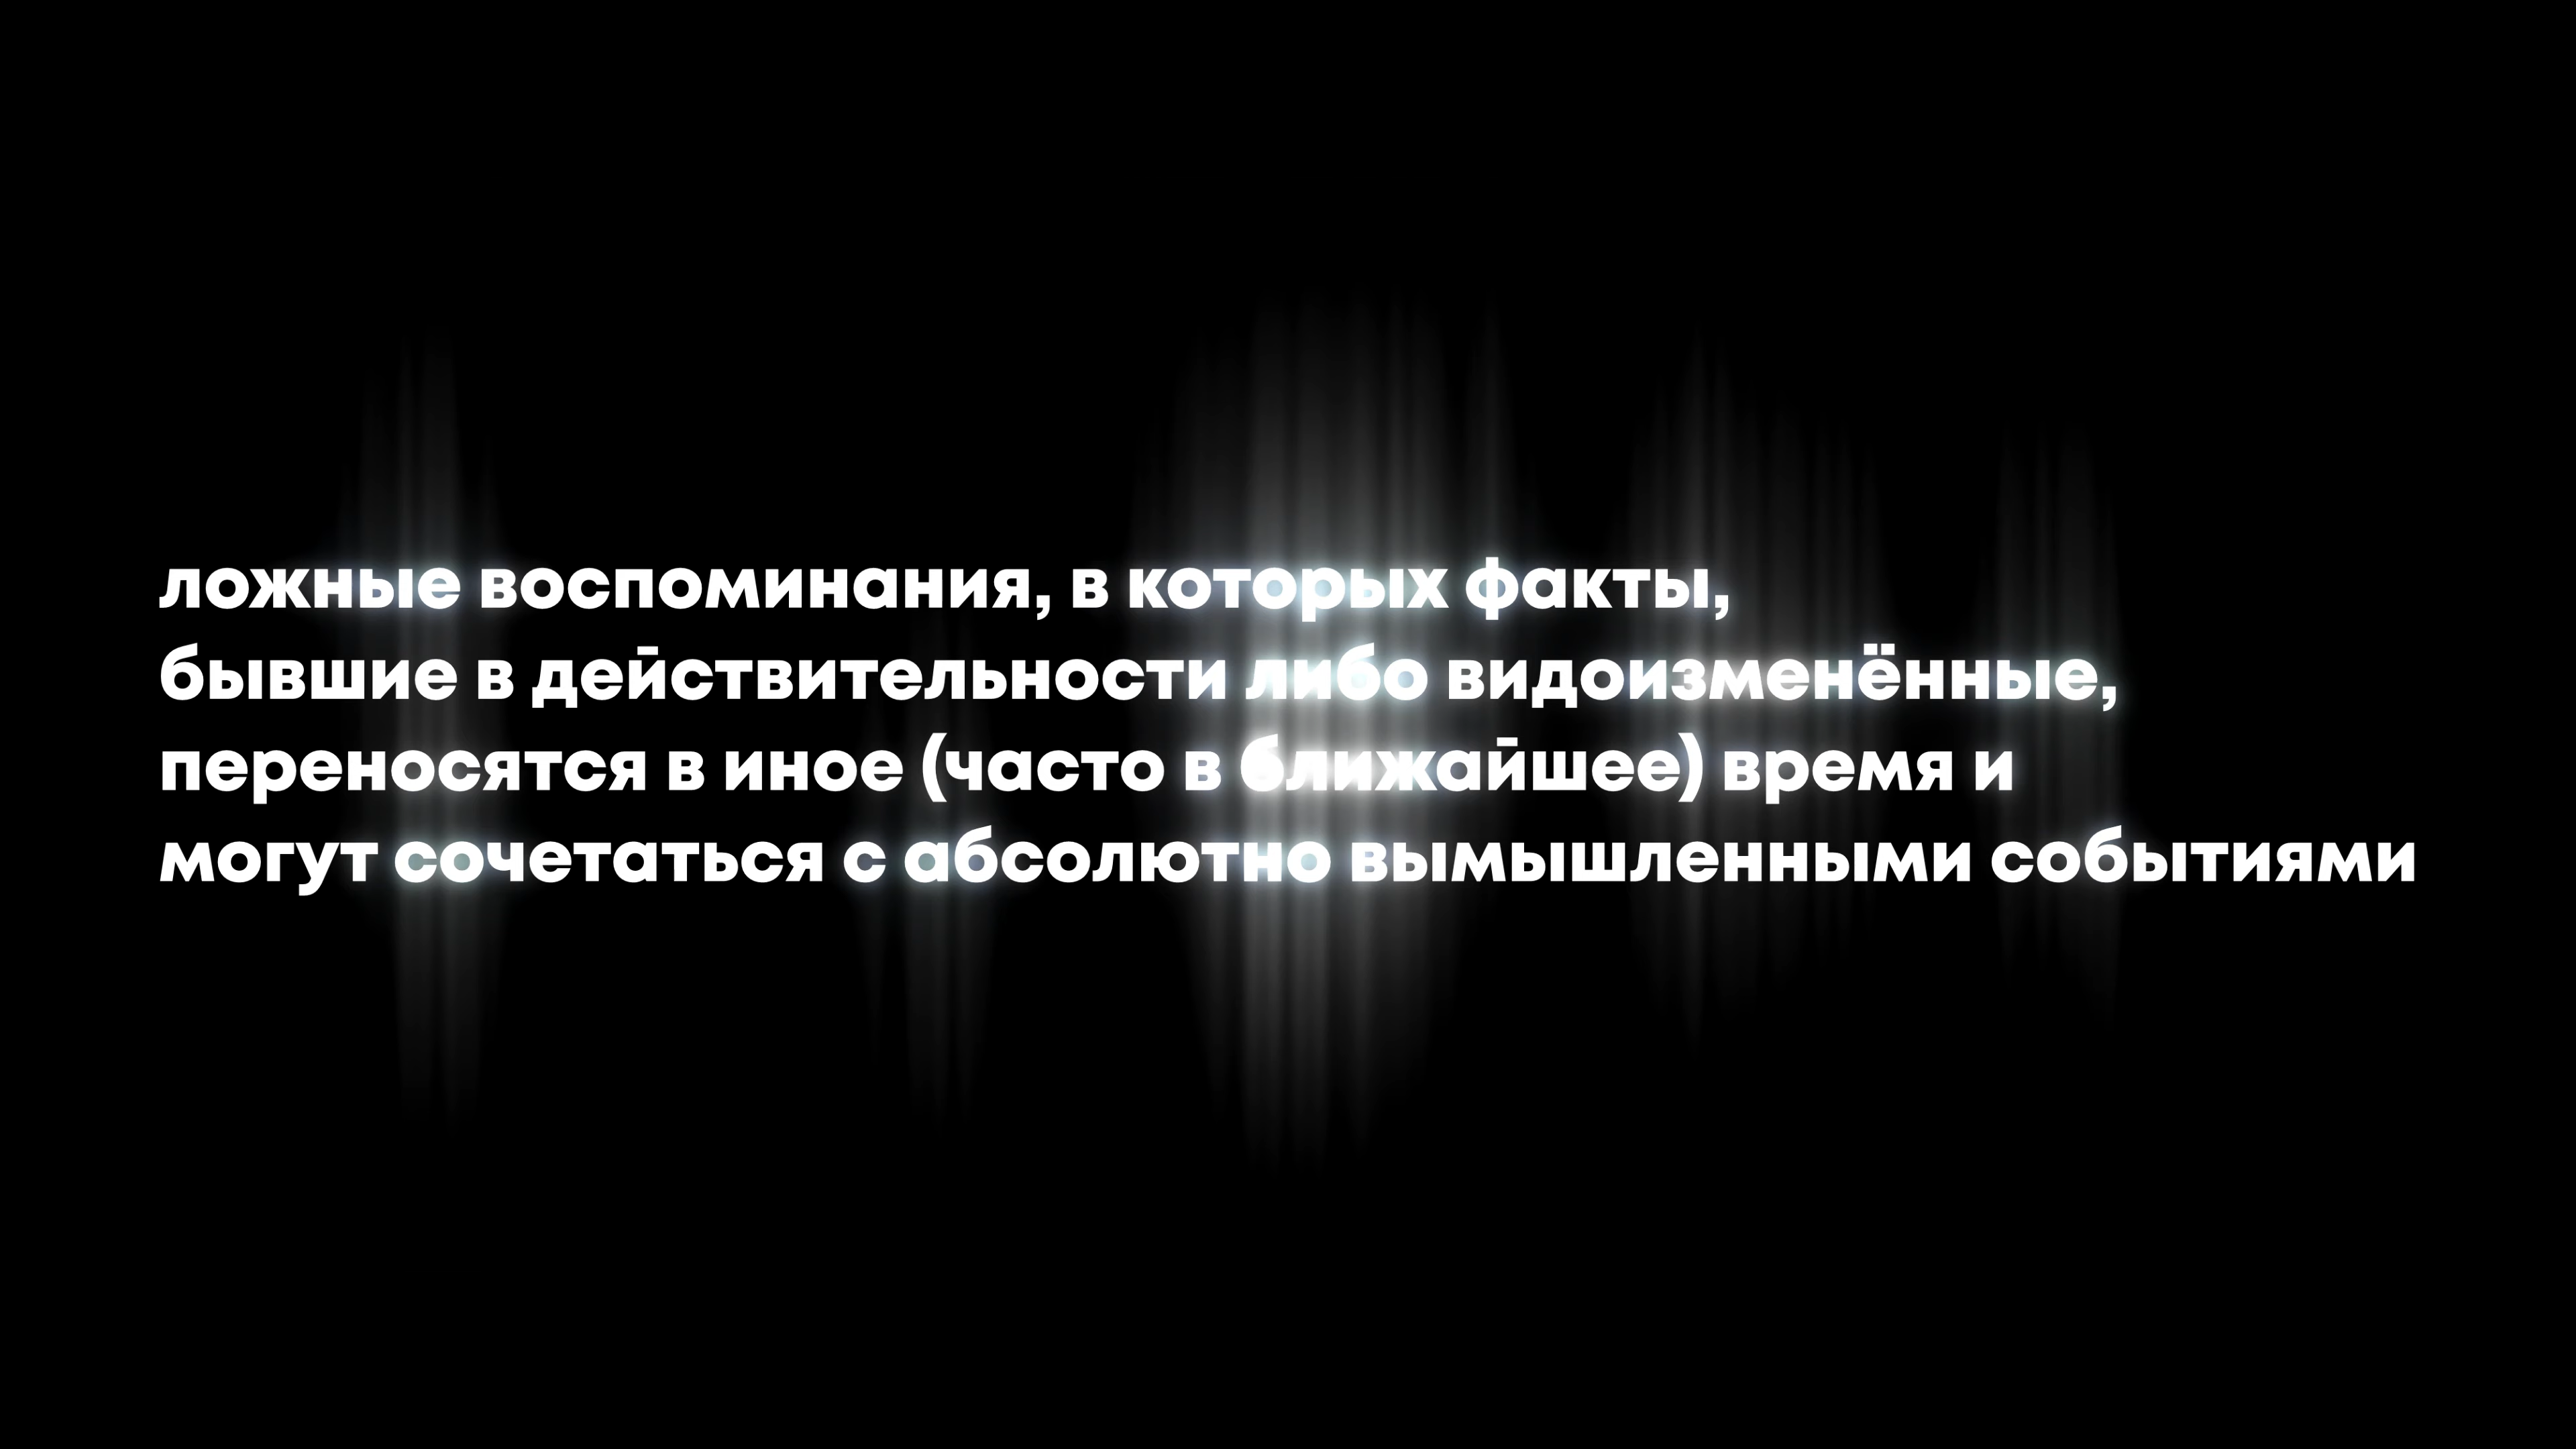 ложные воспоминания, в которых факты,
бывшие в действительности либо видоизменённые,
переносятся в иное (часто в ближайшее) время и
могут сочетаться с абсолютно вымышленными событиями